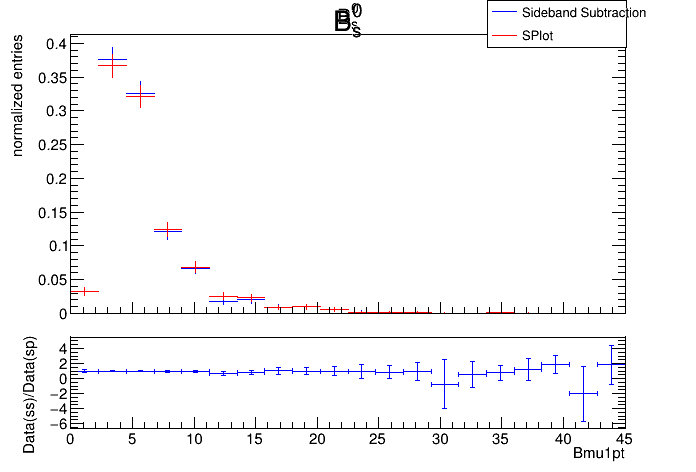 B⁰ₛ
Sideband Subtraction
SPlot
normalized entries
0.4
0.35
0.3
0.25
0.2
0.15
0.1
0.05
0
Data(ss)/Data(sp)
4
2
0
−2
−4
−6
0 5 10 15 20 25 30 35 40 45
Bmu1pt